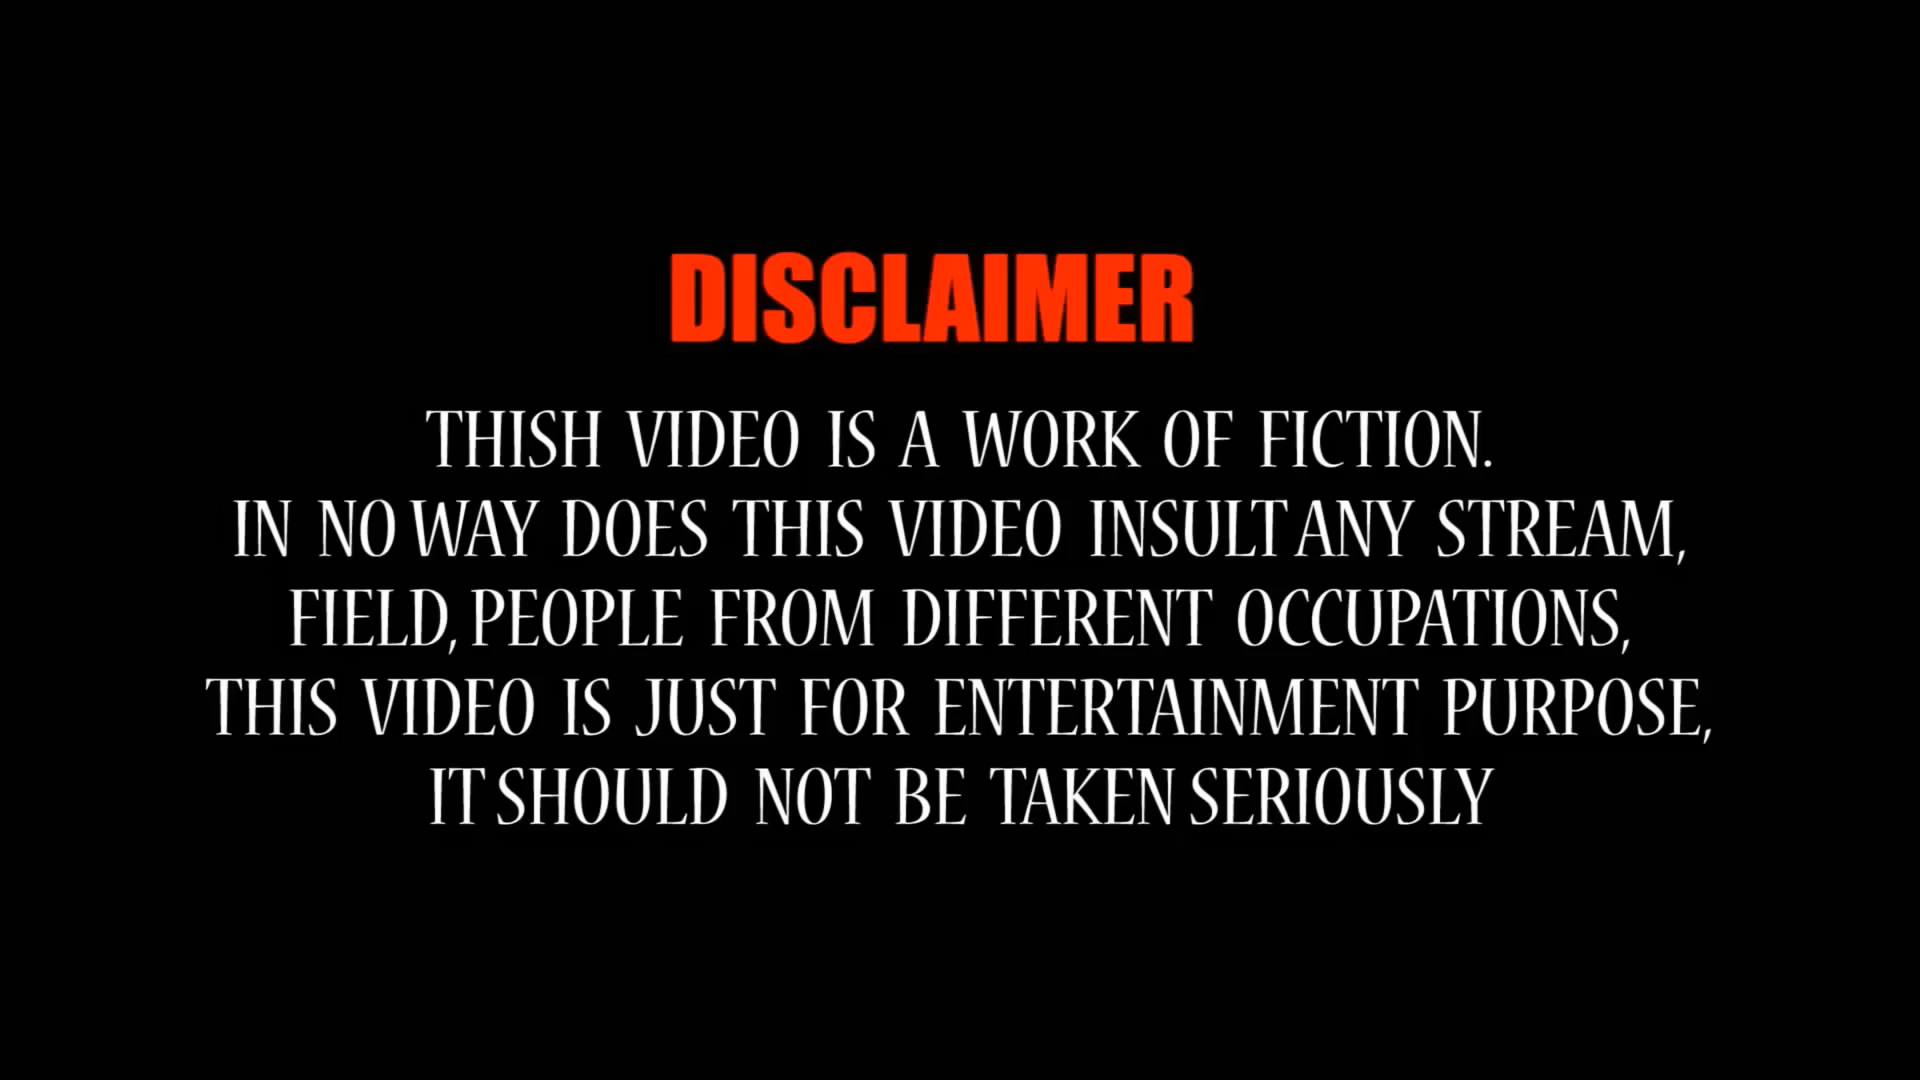 DISCLAIMER
THISH VIDEO IS A WORK OF FICTION.
IN NO WAY DOES THIS VIDEO INSULT ANY STREAM,
FIELD, PEOPLE FROM DIFFERENT OCCUPATIONS,
THIS VIDEO IS JUST FOR ENTERTAINMENT PURPOSE,
IT SHOULD NOT BE TAKEN SERIOUSLY